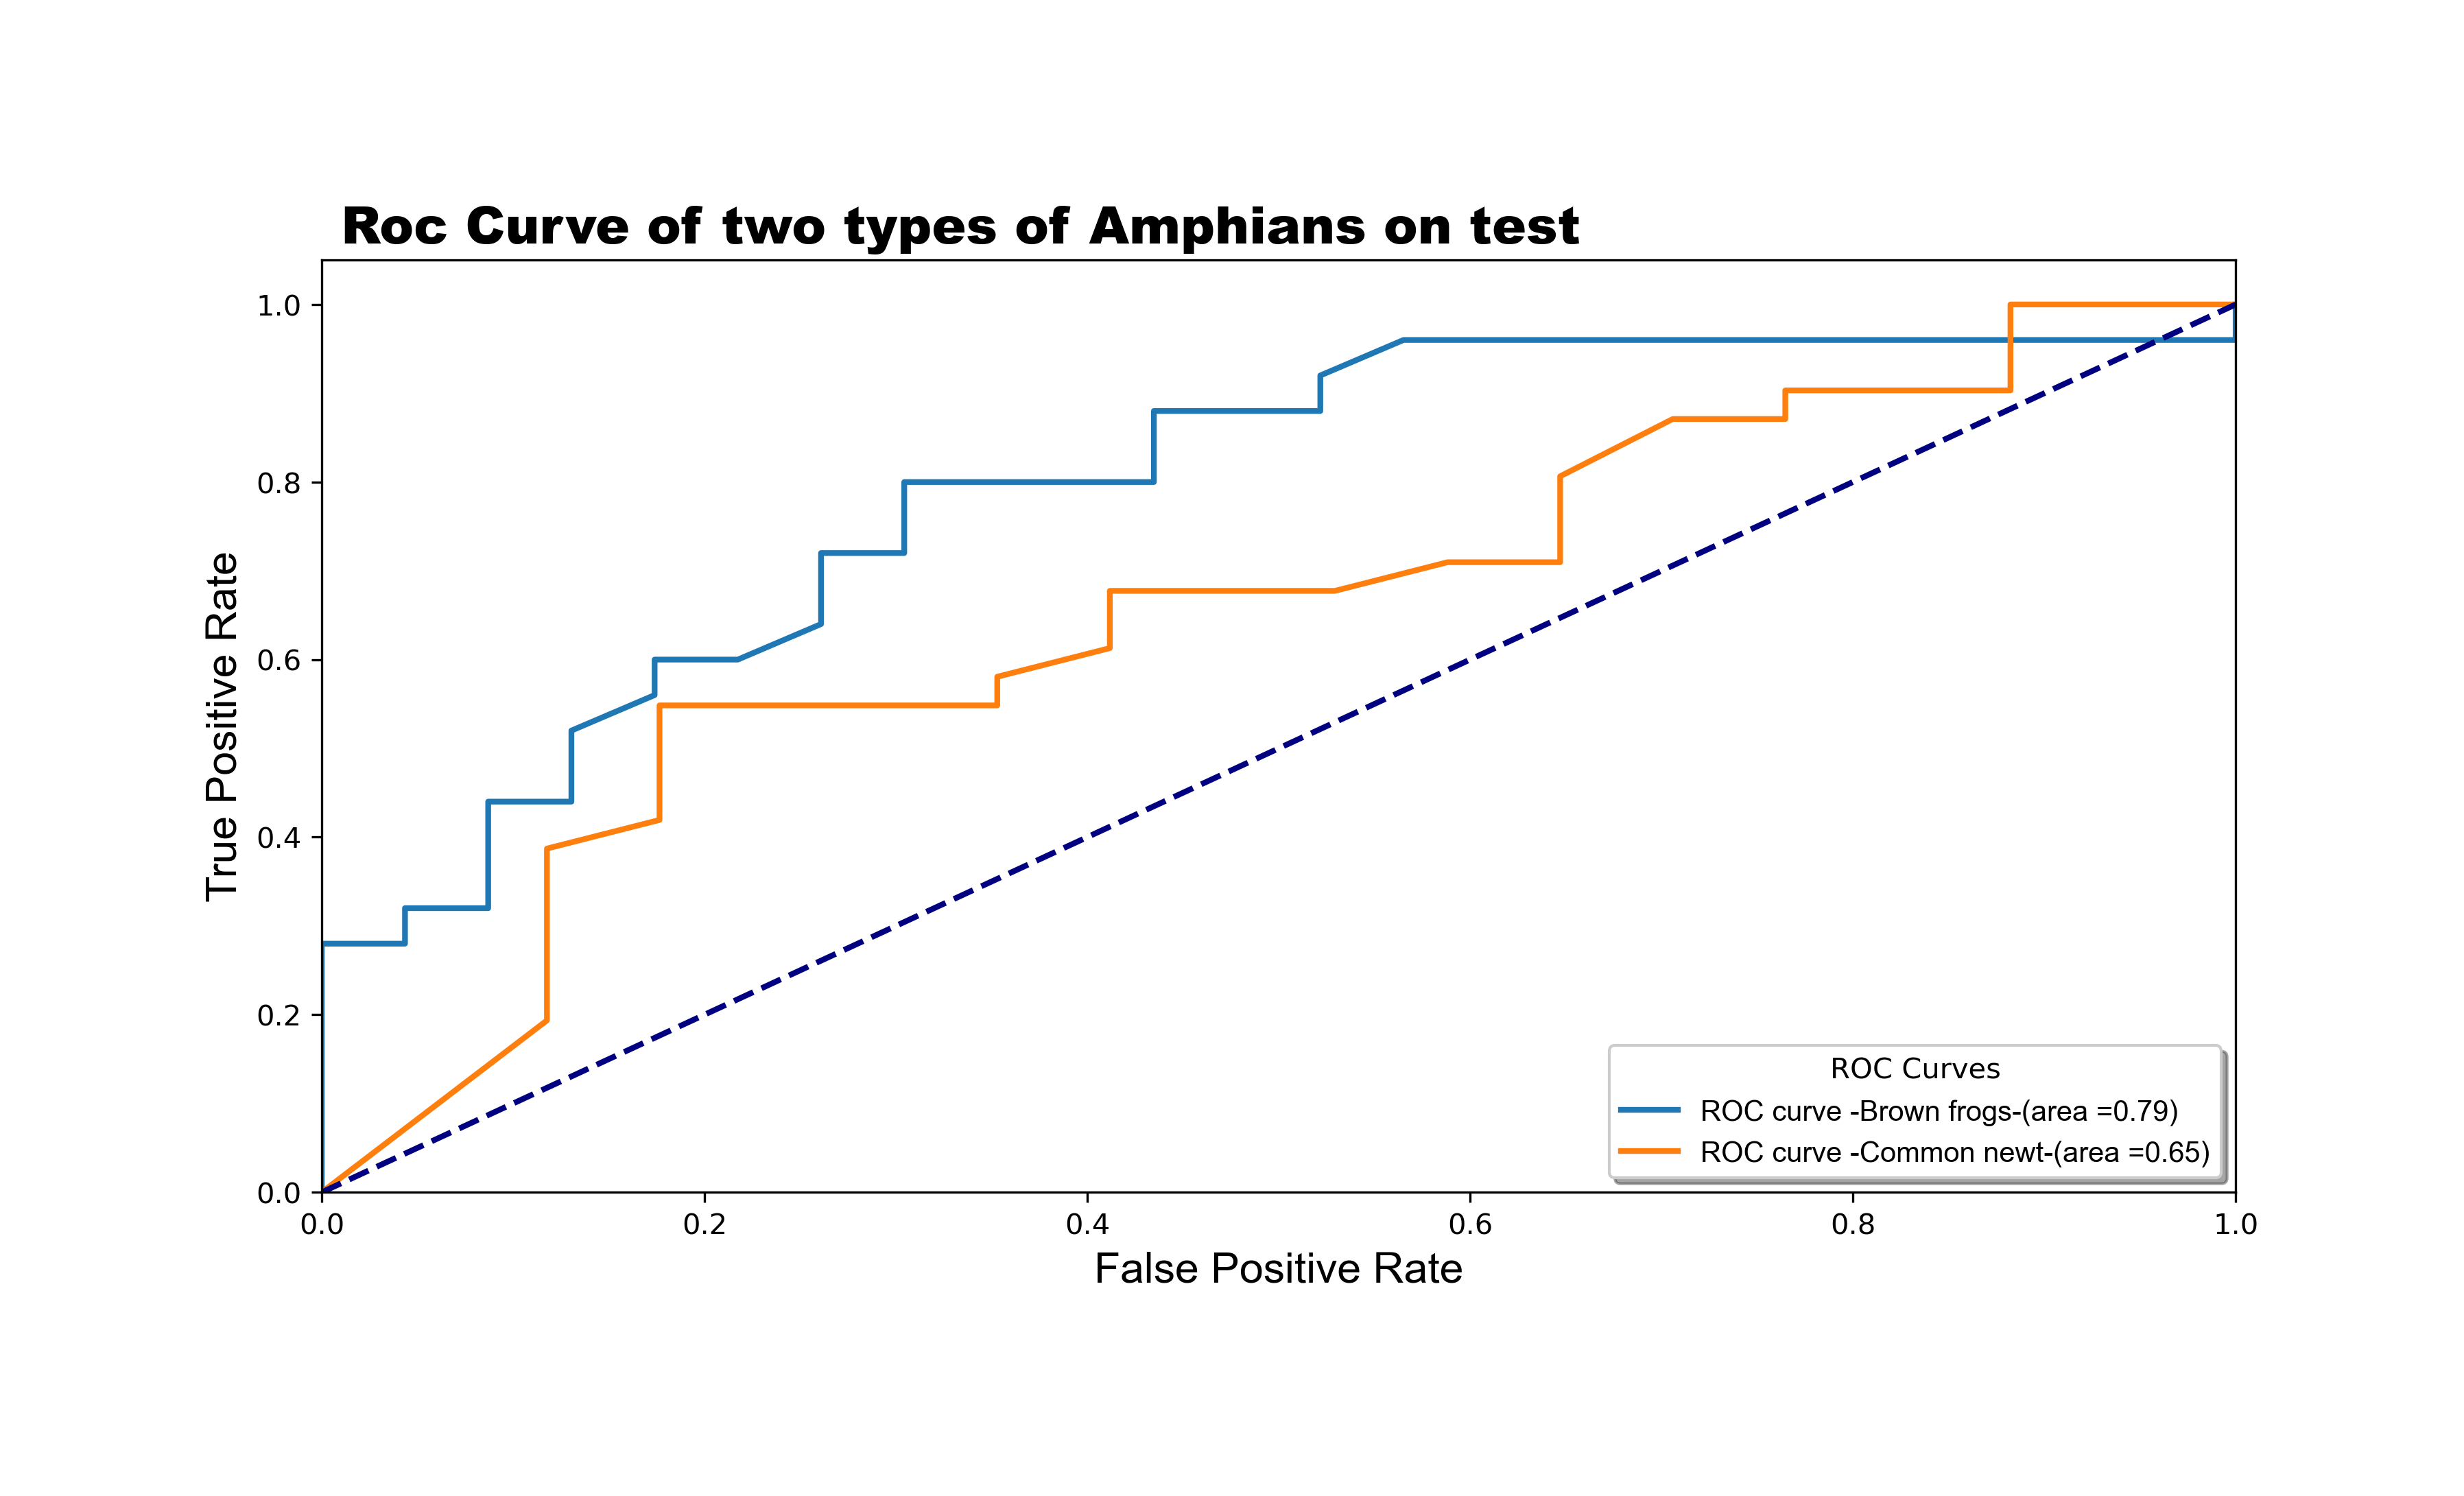 Roc Curve of two types of Amphians on test
True Positive Rate
1.0
0.8
0.6
0.4
0.2
0.0
0.0 0.2 0.4 0.6 0.8 1.0
False Positive Rate
ROC Curves
ROC curve -Brown frogs-(area =0.79)
ROC curve -Common newt-(area =0.65)